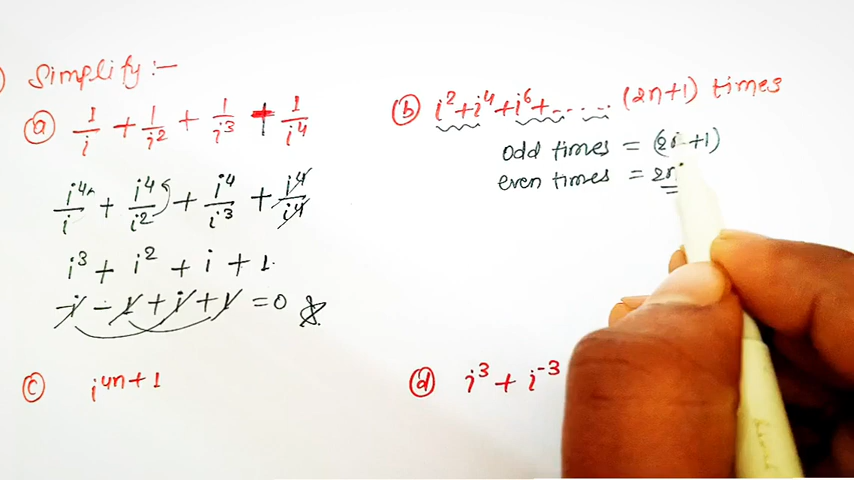 Simplify:-
(a) 1/i + 1/i² + 1/i³ + 1/i⁴
i⁴/i + i⁴/i² + i⁴/i³ + i⁴/i⁴
i³ + i² + i + 1
-i - 1 + i + 1 = 0
(b) i² + i⁴ + i⁶ + ...... (2n+1) times
odd times = (2n+1)
even times = 2n
(c) i⁴ⁿ⁺¹
(d) i³ + i⁻³